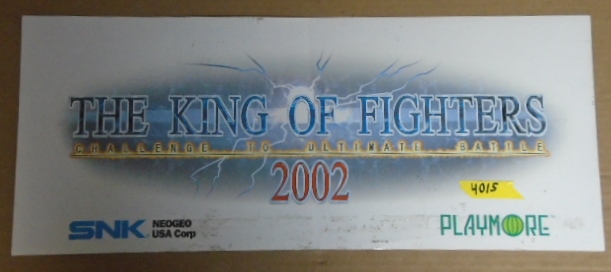 THE KING OF FIGHTERS
CHALLENGE TO ULTIMATE BATTLE
2002
4015
SNK NEOGEO
USA Corp
PLAYMORE